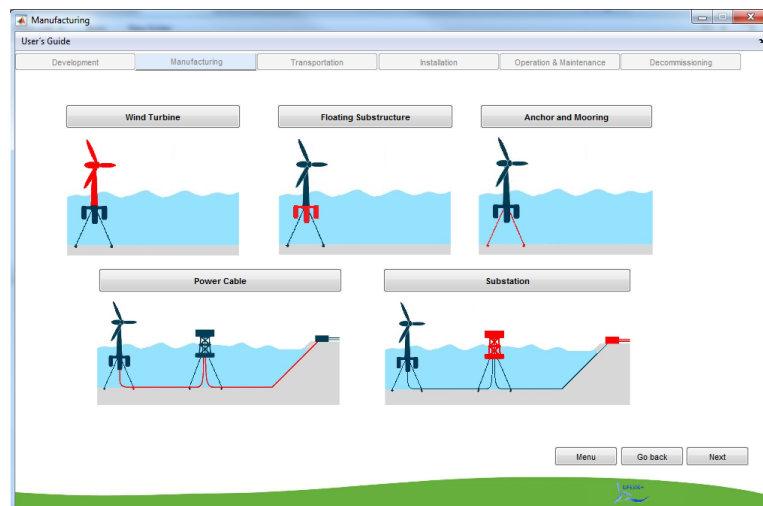 Manufacturing
User's Guide
Development Manufacturing Transportation Installation Operation & Maintenance Decommissioning
Wind Turbine Floating Substructure Anchor and Mooring
Power Cable Substation
Menu Go back Next